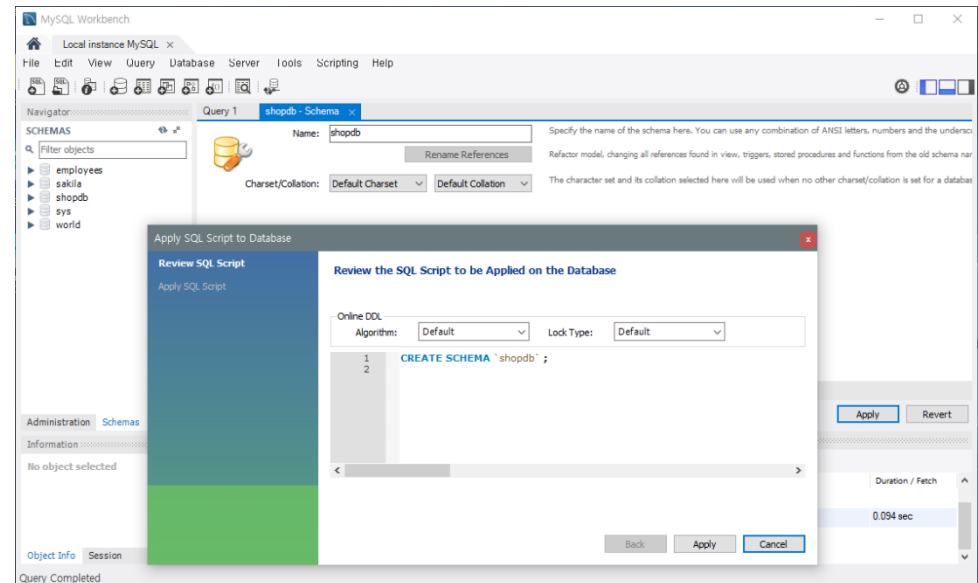 MySQL Workbench
Local instance MySQL
File Edit View Query Database Server Tools Scripting Help
Navigator
Query 1
shopdb - Schema
SCHEMAS
Filter objects
employees
sakila
shopdb
sys
world
Name:
shopdb
Specify the name of the schema here. You can use any combination of ANSI letters, numbers and the
Rename References
Refactor model, changing all references found in view, triggers, stored procedures and functions from the old schema
Charset/Collation:
Default Charset
Default Collation
The character set and its collation selected here will be used when no other charset/collation is set for a
Apply SQL Script to Database
x
Review SQL Script
Apply SQL Script
Review the SQL Script to be Applied on the Database
Online DDL
Algorithm:
Default
Lock Type:
Default
1 CREATE SCHEMA `shopdb` ;
2
Back
Apply
Cancel
Apply
Revert
Administration
Schemas
Information
No object selected
Duration / Fetch
0.094 sec
Object Info
Session
Query Completed